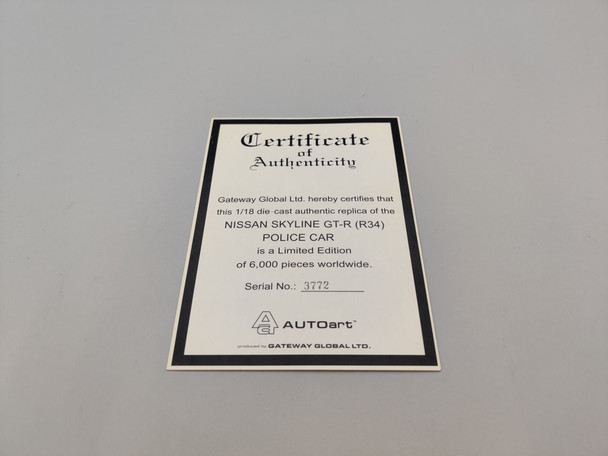 Certificate
of
Authenticity
Gateway Global Ltd. hereby certifies that
this 1/18 die-cast authentic replica of the
NISSAN SKYLINE GT-R (R34)
POLICE CAR
is a Limited Edition
of 6,000 pieces worldwide.
Serial No.: 3772
AUTOart™
produced by GATEWAY GLOBAL LTD.